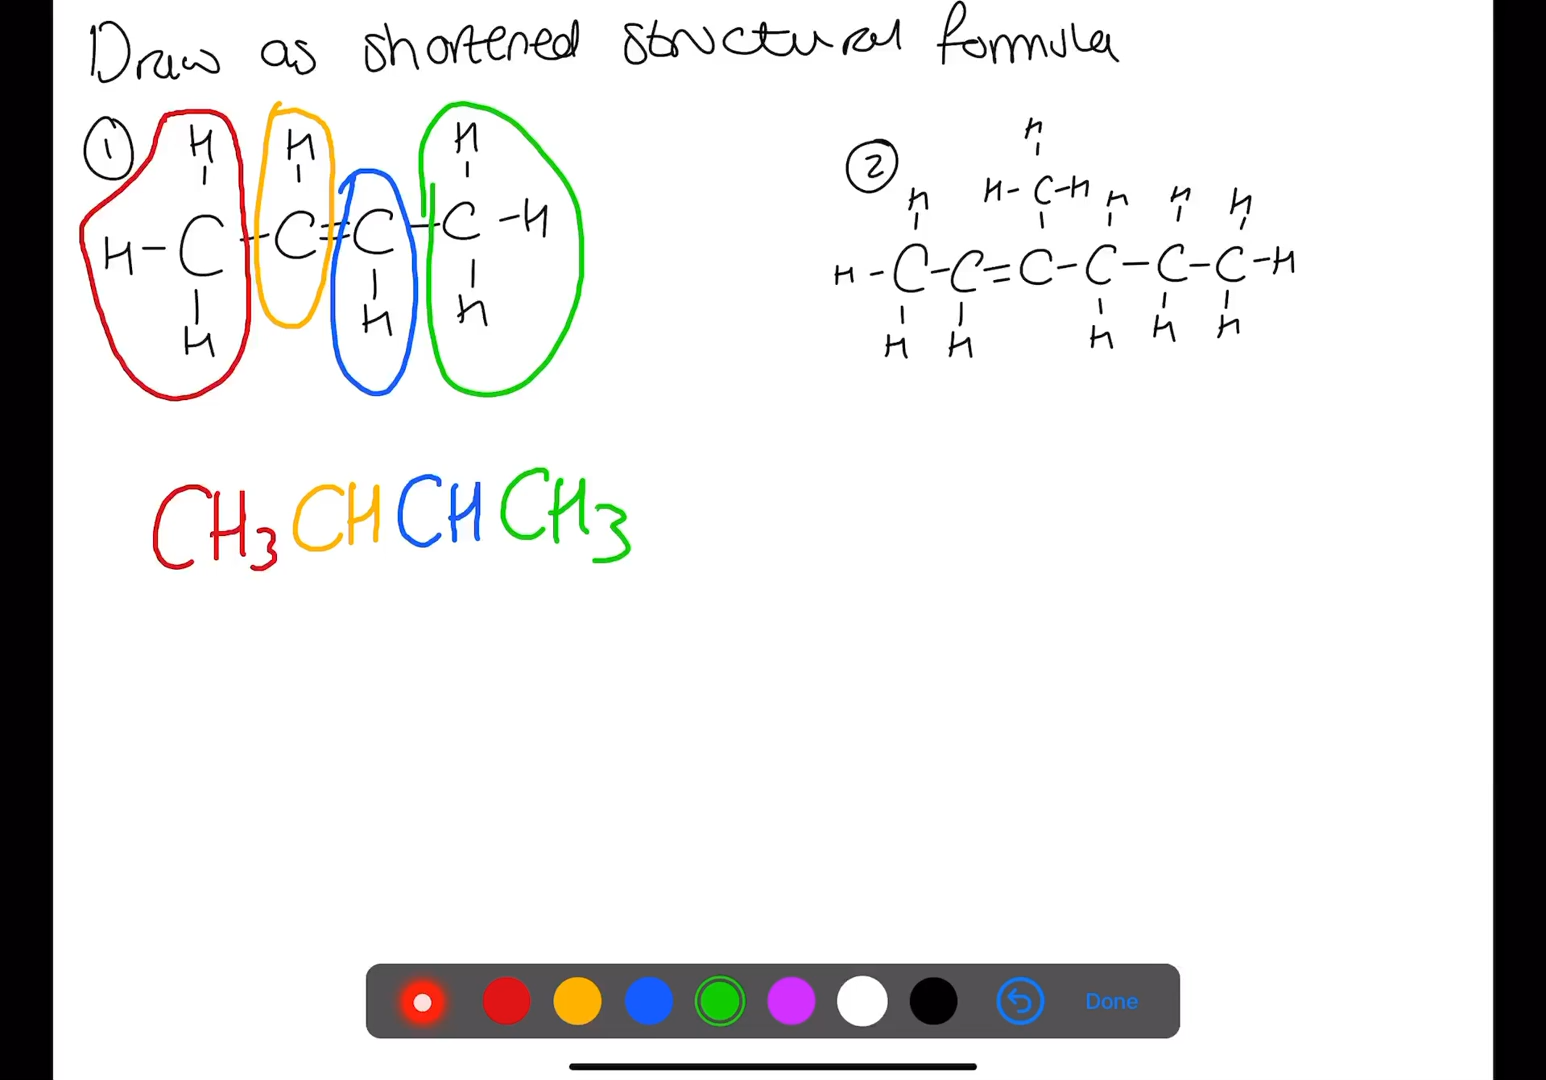 Draw as shortened structural formula
①
H H H
H-C-C=C-C-H
H H H
②
H
H-C-H
H H H H
H-C-C=C-C-C-C-H
H H H H H
CH3CHCHCH3
Done